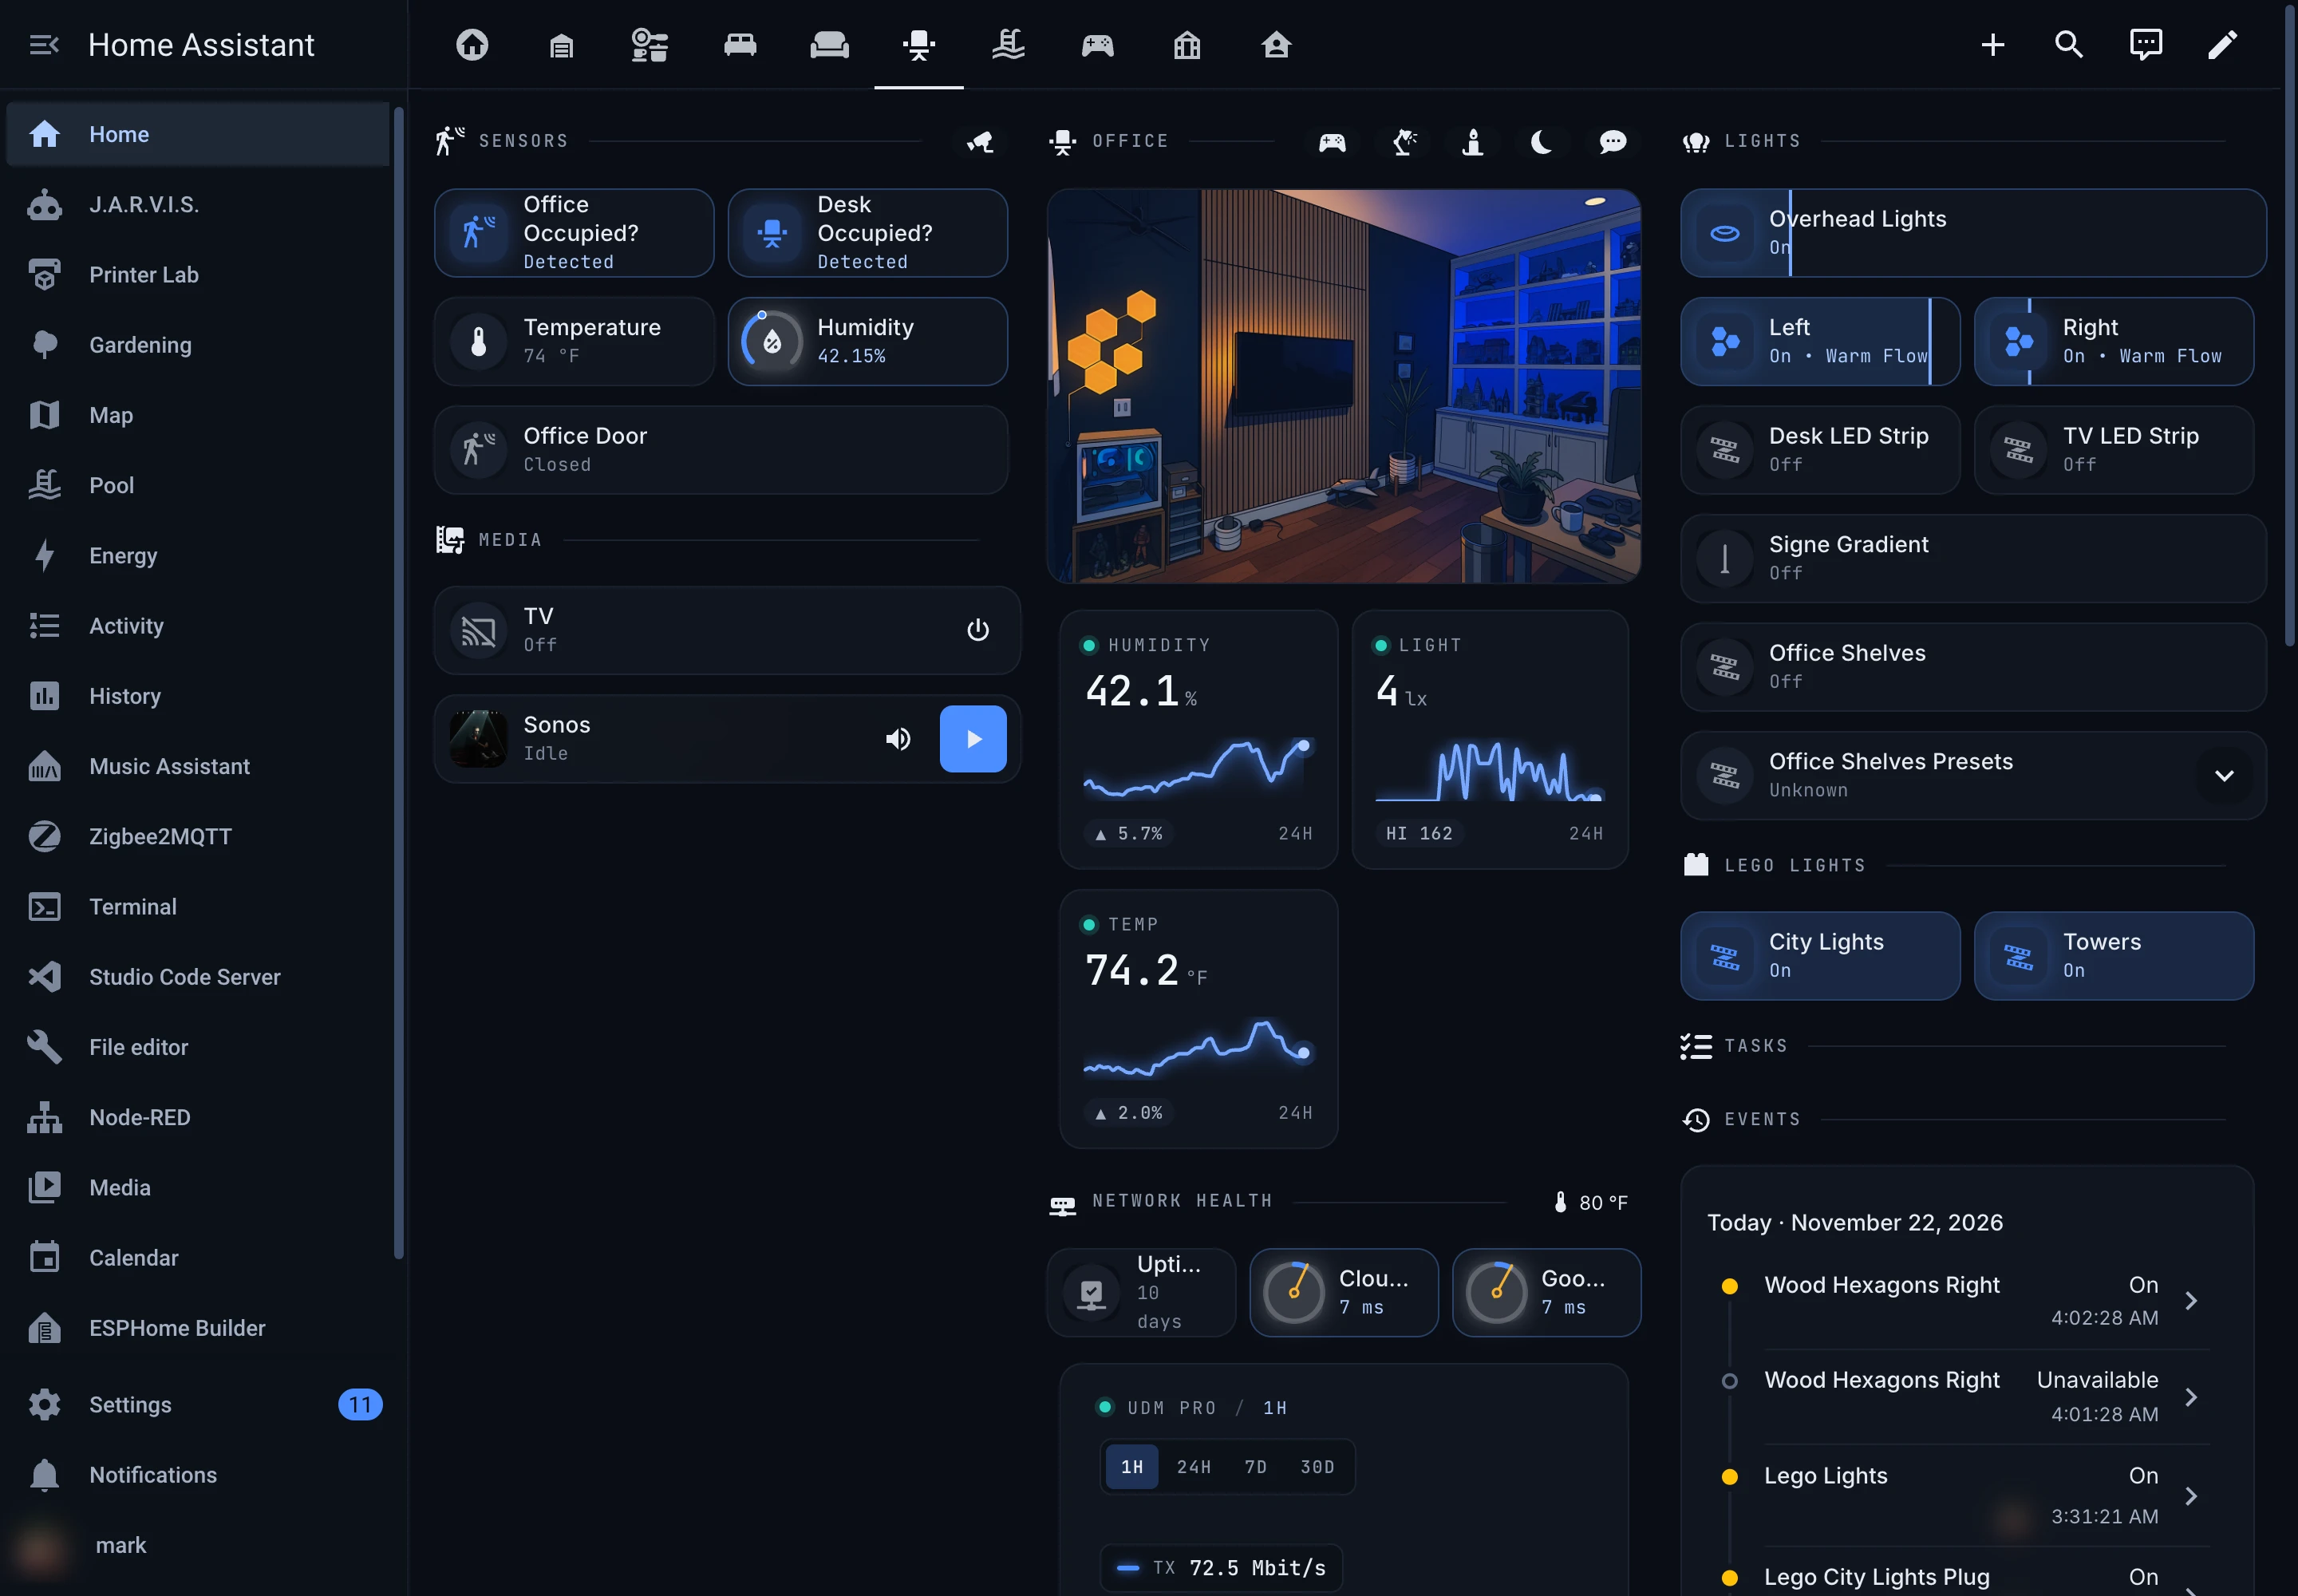 Home Assistant
Home
J.A.R.V.I.S.
Printer Lab
Gardening
Map
Pool
Energy
Activity
History
Music Assistant
Zigbee2MQTT
Terminal
Studio Code Server
File editor
Node-RED
Media
Calendar
ESPHome Builder
Settings
11
Notifications
mark
SENSORS
Office
Occupied?
Detected
Desk
Occupied?
Detected
Temperature
74 °F
Humidity
42.15%
Office Door
Closed
MEDIA
TV
Off
Sonos
Idle
OFFICE
HUMIDITY
42.1%
▲ 5.7%
24H
LIGHT
4 lx
HI 162
24H
TEMP
74.2 °F
▲ 2.0%
24H
NETWORK HEALTH
80 °F
Upti...
10
days
Clou...
7 ms
Goo...
7 ms
UDM PRO / 1H
1H 24H 7D 30D
TX 72.5 Mbit/s
LIGHTS
Overhead Lights
On
Left
On • Warm Flow
Right
On • Warm Flow
Desk LED Strip
Off
TV LED Strip
Off
Signe Gradient
Off
Office Shelves
Off
Office Shelves Presets
Unknown
LEGO LIGHTS
City Lights
On
Towers
On
TASKS
EVENTS
Today · November 22, 2026
Wood Hexagons Right On
4:02:28 AM
Wood Hexagons Right Unavailable
4:01:28 AM
Lego Lights On
3:31:21 AM
Lego City Lights Plug On